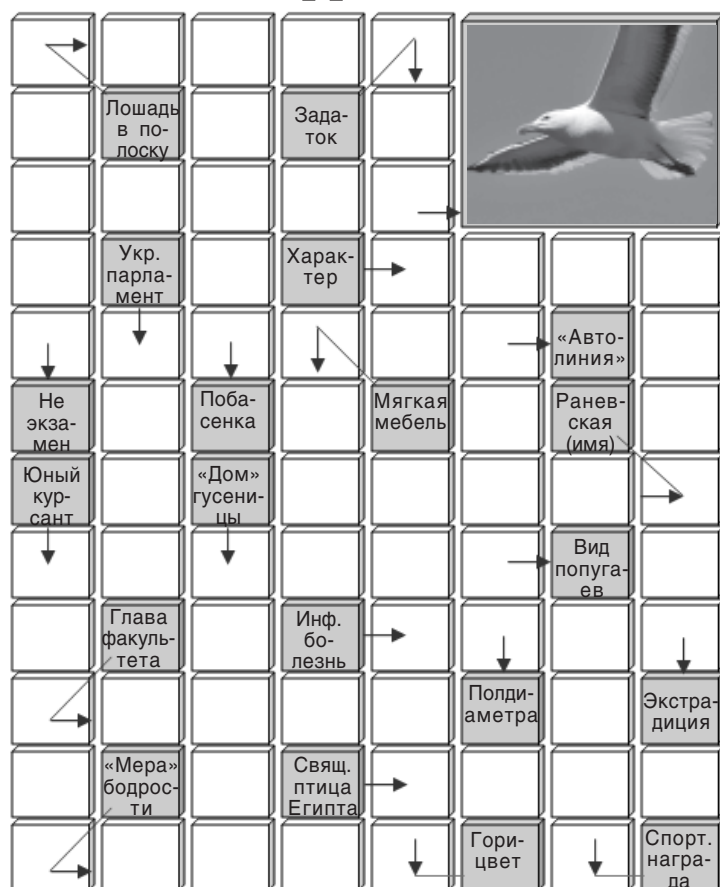 Лошадь
в по-
лоску
Зада-
ток
Укр.
парла-
мент
Харак-
тер
«Авто-
линия»
Не
экза-
мен
Поба-
сенка
Мягкая
мебель
Ранев-
ская
(имя)
Юный
кур-
сант
«Дом»
гусени-
цы
Вид
попуга-
ев
Глава
факуль-
тета
Инф.
бо-
лезнь
Полди-
аметра
Экстра-
диция
«Мера»
бодрос-
ти
Свящ.
птица
Египта
Гори-
цвет
Спорт.
награ-
да